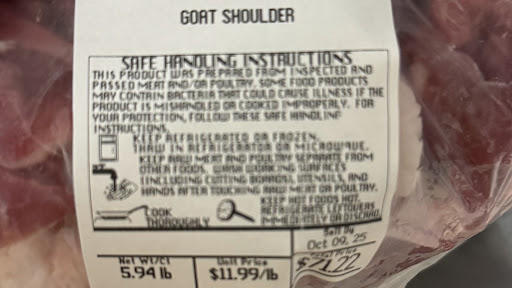 GOAT SHOULDER
SAFE HANDLING INSTRUCTIONS
THIS PRODUCT WAS PREPARED FROM INSPECTED AND
PASSED MEAT AND/OR POULTRY. SOME FOOD PRODUCTS
MAY CONTAIN BACTERIA THAT COULD CAUSE ILLNESS IF THE
PRODUCT IS MISHANDLED OR COOKED IMPROPERLY. FOR
YOUR PROTECTION, FOLLOW THESE SAFE HANDLING
INSTRUCTIONS.
KEEP REFRIGERATED OR FROZEN.
THAW IN REFRIGERATOR OR MICROWAVE.
KEEP RAW MEAT AND POULTRY SEPARATE FROM
OTHER FOODS. WASH WORKING SURFACES
(INCLUDING CUTTING BOARDS), UTENSILS, AND
HANDS AFTER TOUCHING RAW MEAT OR POULTRY.
COOK
THOROUGHLY
KEEP HOT FOODS HOT.
REFRIGERATE LEFTOVERS
IMMEDIATELY OR DISCARD.
Sell By
Oct 09, 25
Net Wt/Ct
5.94 lb
Unit Price
$11.99/lb
Total Price
$71.22